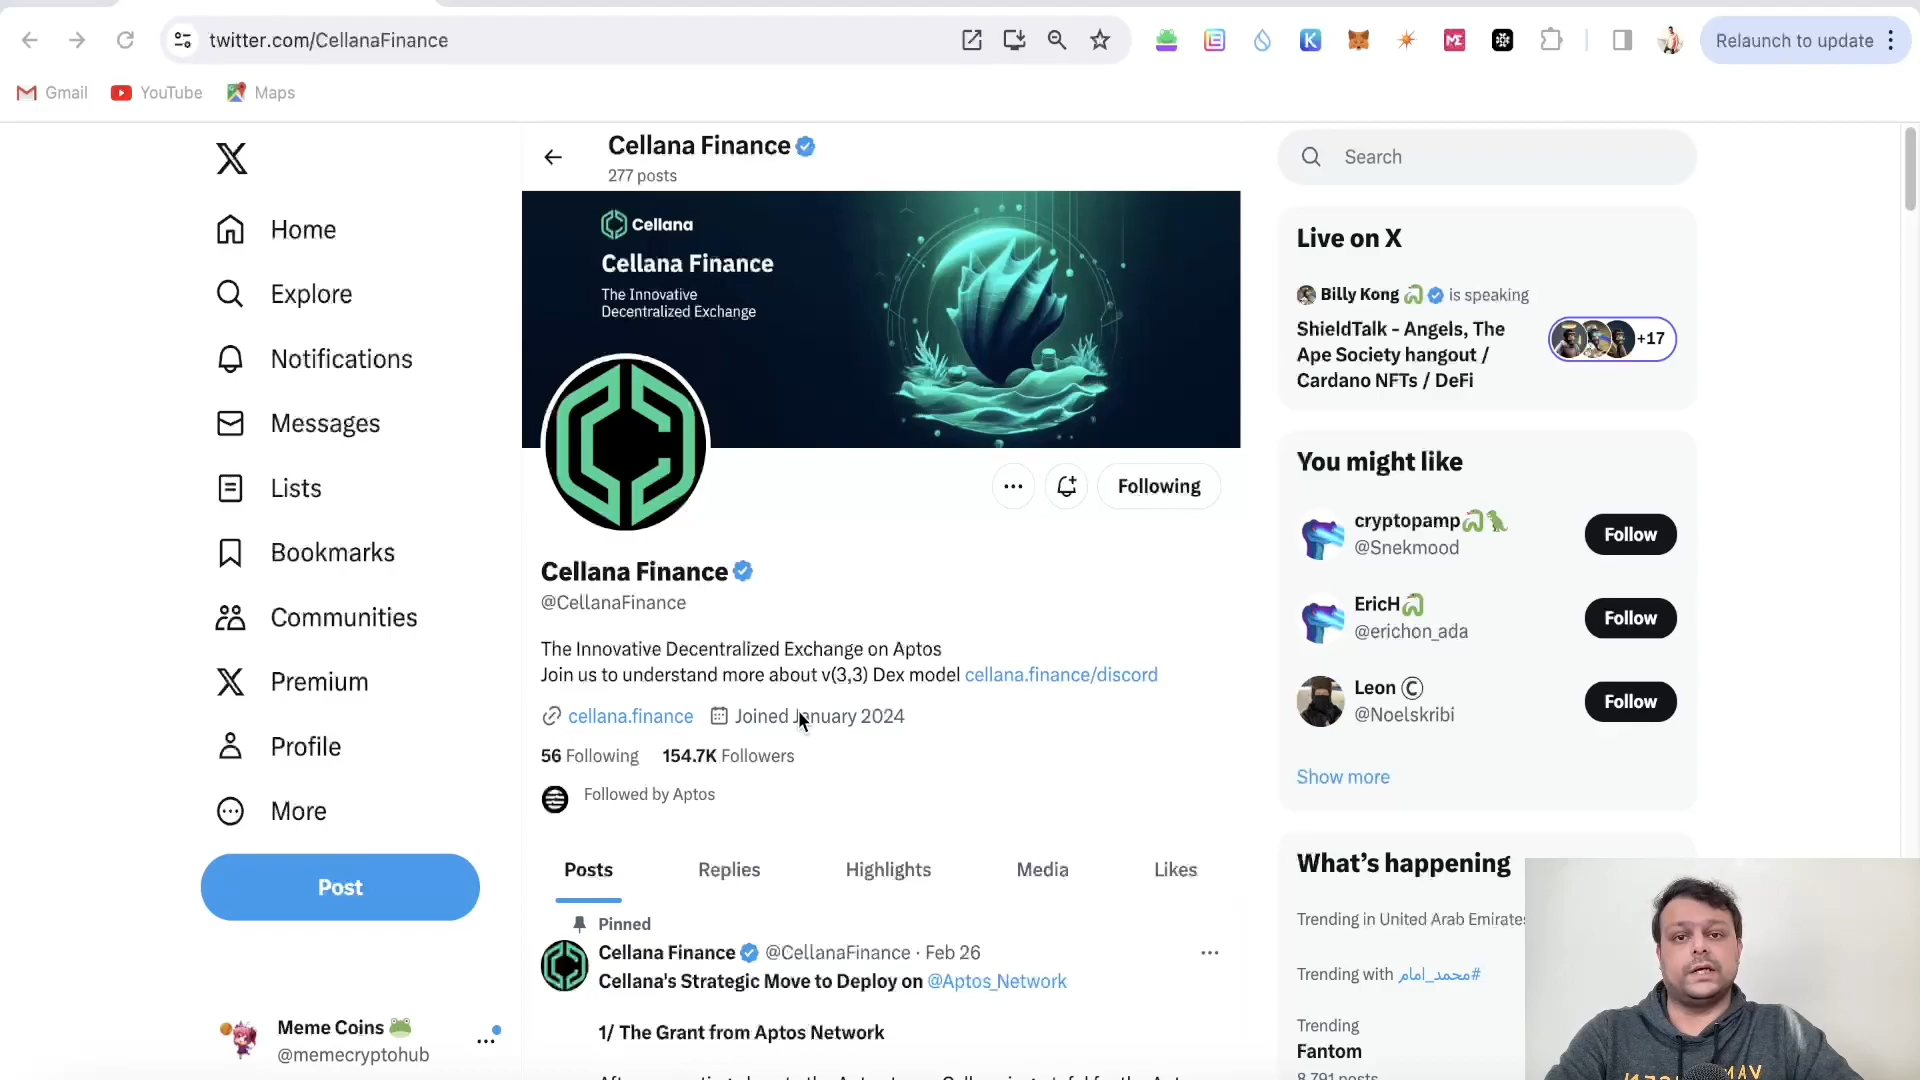 twitter.com/CellanaFinance
Relaunch to update
Gmail
YouTube
Maps
Cellana Finance
277 posts
Cellana
Cellana Finance
The Innovative
Decentralized Exchange
Home
Explore
Notifications
Messages
Lists
Bookmarks
Communities
Premium
Profile
More
Post
Meme Coins
@memecryptohub
Following
Cellana Finance
@CellanaFinance
The Innovative Decentralized Exchange on Aptos
Join us to understand more about v(3,3) Dex model cellana.finance/discord
cellana.finance Joined January 2024
56 Following 154.7K Followers
Followed by Aptos
Posts Replies Highlights Media Likes
Pinned
Cellana Finance @CellanaFinance · Feb 26
Cellana's Strategic Move to Deploy on @Aptos_Network
1/ The Grant from Aptos Network
Search
Live on X
Billy Kong is speaking
ShieldTalk - Angels, The
Ape Society hangout /
Cardano NFTs / DeFi
+17
You might like
cryptopamp
@Snekmood
Follow
EricH
@erichon_ada
Follow
Leon Ⓒ
@Noelskribi
Follow
Show more
What's happening
Trending in United Arab Emirates
Trending with #محمد_امام
Trending
Fantom
8,791 posts